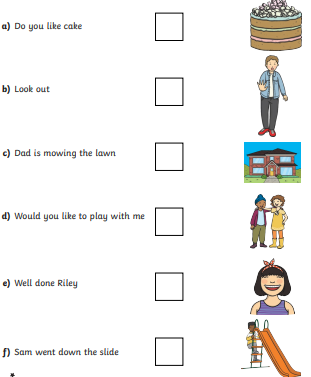 a) Do you like cake
b) Look out
c) Dad is mowing the lawn
d) Would you like to play with me
e) Well done Riley
f) Sam went down the slide
*